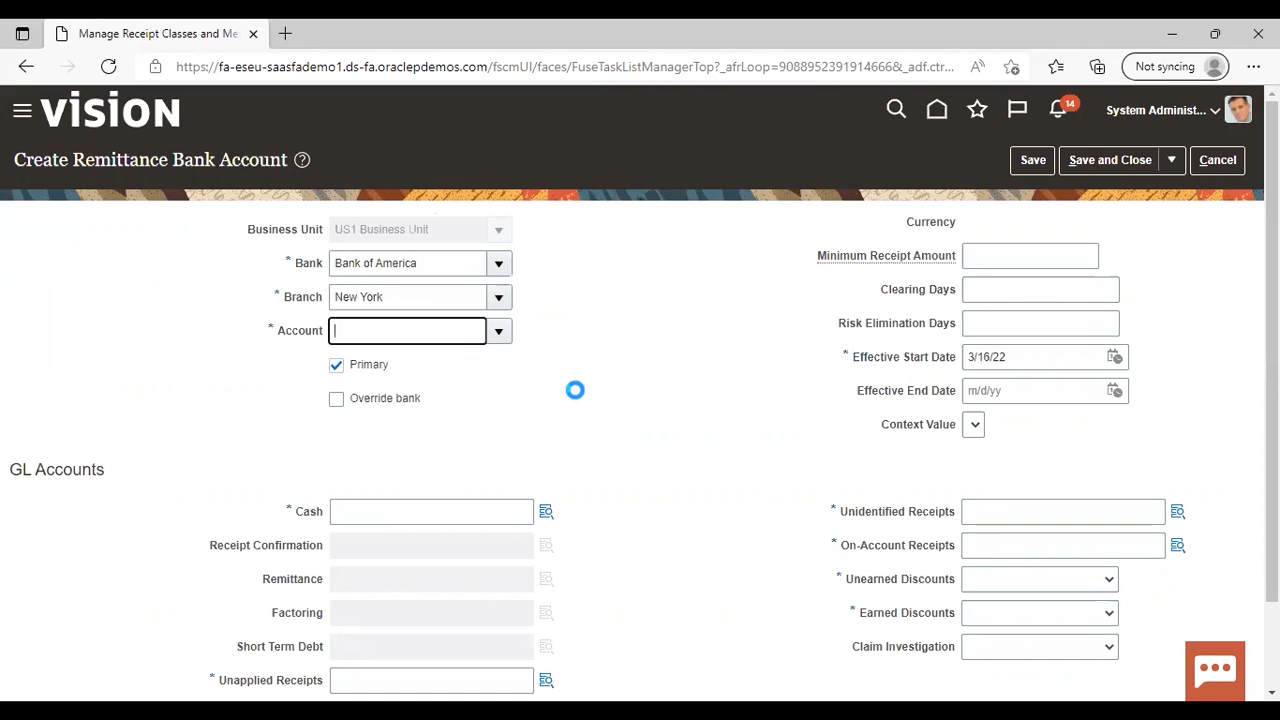 Manage Receipt Classes and Me
https://fa-eseu-saasfademo1.ds-fa.oraclepdemos.com/fscmUI/faces/FuseTaskListManagerTop?_afrLoop=9088952391914666&_adf.ctr...
Not syncing
VISION
14
System Administ...
Create Remittance Bank Account
Save
Save and Close
Cancel
Business Unit US1 Business Unit
* Bank Bank of America
* Branch New York
* Account
Primary
Override bank
Currency
Minimum Receipt Amount
Clearing Days
Risk Elimination Days
* Effective Start Date 3/16/22
Effective End Date m/d/yy
Context Value
GL Accounts
* Cash
Receipt Confirmation
Remittance
Factoring
Short Term Debt
* Unapplied Receipts
* Unidentified Receipts
* On-Account Receipts
* Unearned Discounts
* Earned Discounts
Claim Investigation